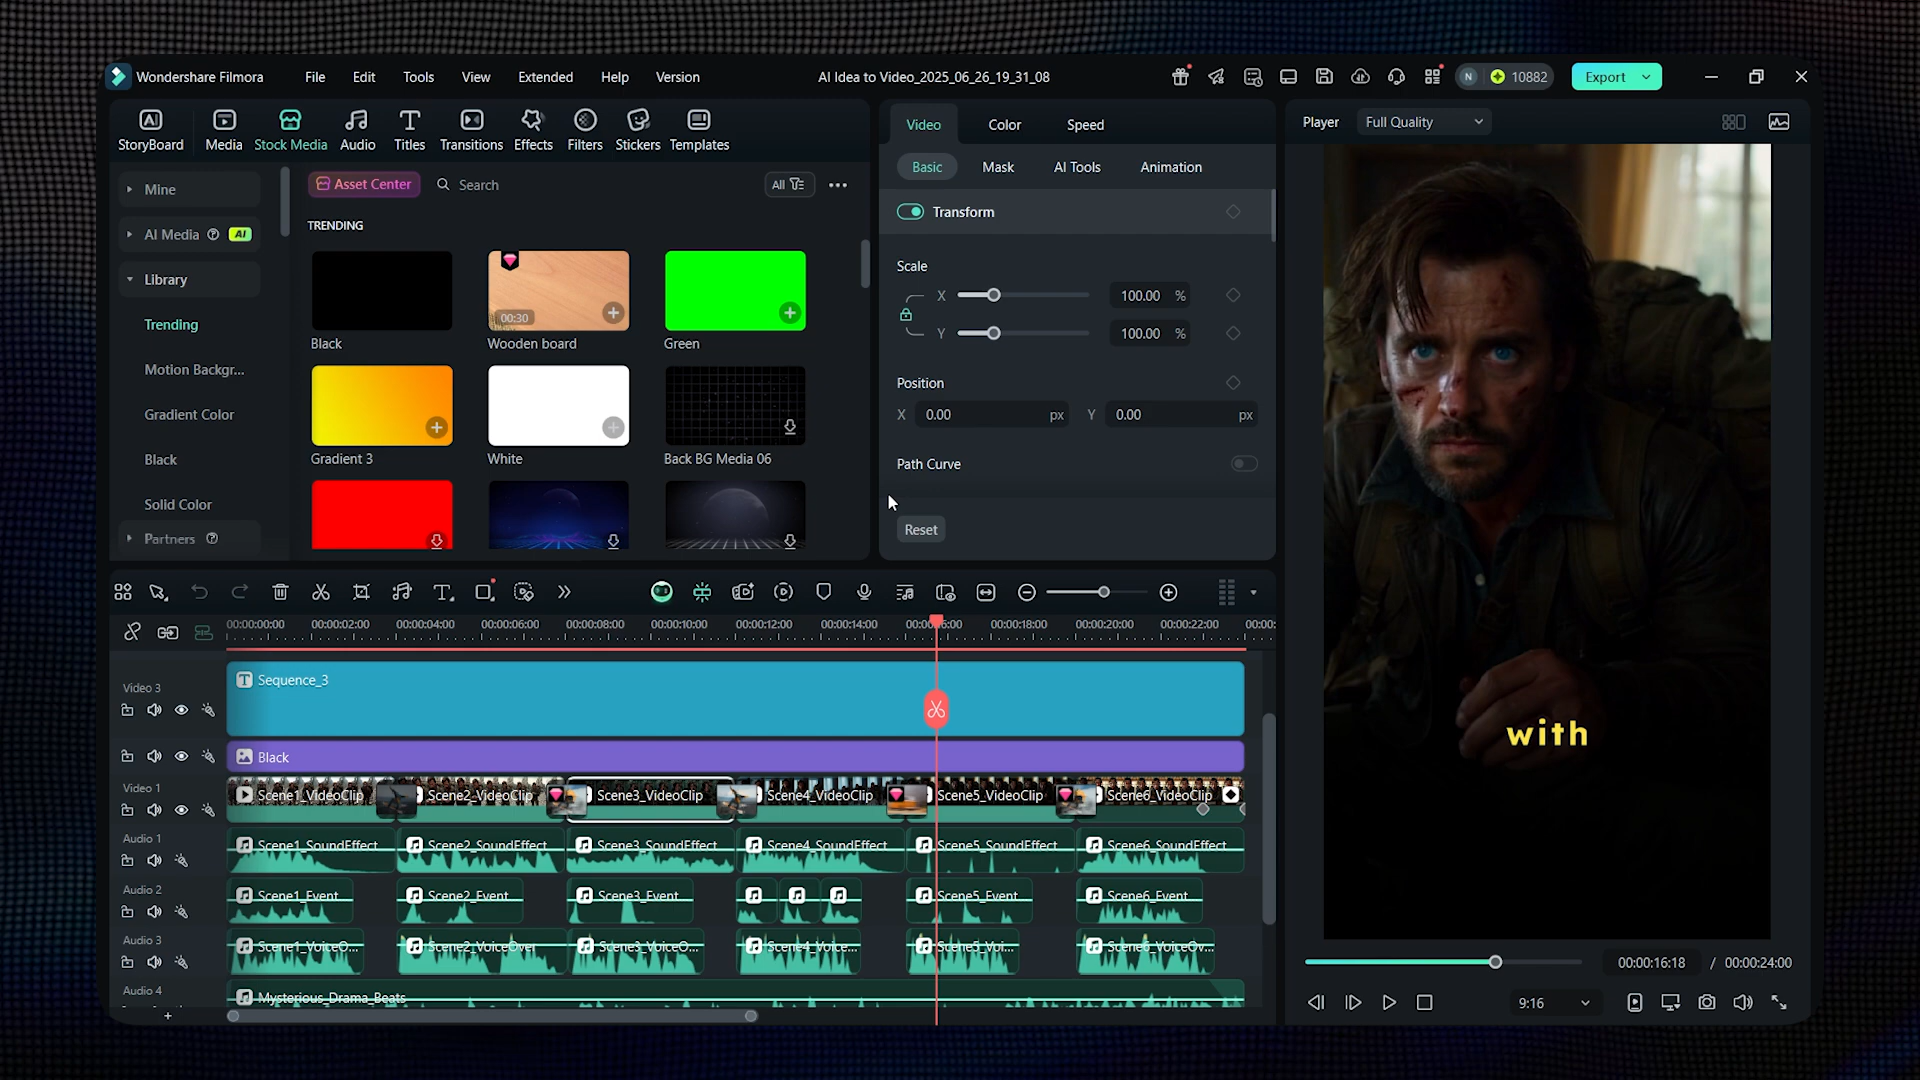 Wondershare Filmora File Edit Tools View Extended Help Version AI Idea to Video_2025_06_26_19_31_08 N 10882 Export
StoryBoard Media Stock Media Audio Titles Transitions Effects Filters Stickers Templates
Mine
AI Media AI
Library
Trending
Motion Backgr...
Gradient Color
Black
Solid Color
Partners
Asset Center Search All
TRENDING
00:30
Black Wooden board Green
Gradient 3 White Back BG Media 06
Video Color Speed
Basic Mask AI Tools Animation
Transform
Scale
X 100.00 %
Y 100.00 %
Position
X 0.00 px Y 0.00 px
Path Curve
Reset
Player Full Quality
with
00:00:16:18 / 00:00:24:00
9:16
00:00:00:00 00:00:02:00 00:00:04:00 00:00:06:00 00:00:08:00 00:00:10:00 00:00:12:00 00:00:14:00 00:00:18:00 00:00:20:00 00:00:22:00
Video 3 Sequence_3
Black
Video 1 Scene1_VideoClip Scene2_VideoClip Scene3_VideoClip Scene4_VideoClip Scene5_VideoClip Scene6_VideoClip
Audio 1 Scene1_SoundEffect Scene2_SoundEffect Scene3_SoundEffect Scene4_SoundEffect Scene5_SoundEffect Scene6_SoundEffect
Audio 2 Scene1_Event Scene2_Event Scene3_Event Scene5_Event Scene6_Event
Audio 3 Scene1_VoiceO... Scene2_VoiceOver Scene3_VoiceO... Scene4_Voice... Scene5_Voi... Scene6_VoiceOv...
Audio 4 Mysterious_Drama_Beats